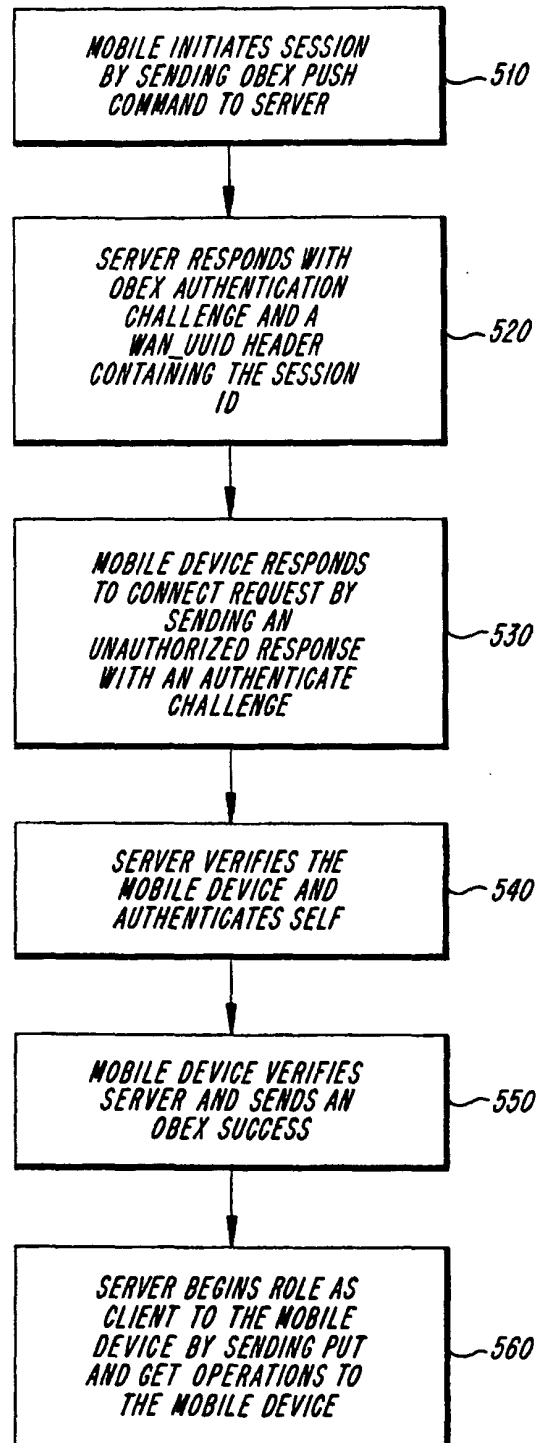 MOBILE INITIATES SESSION
BY SENDING OBEX PUSH
COMMAND TO SERVER
510
SERVER RESPONDS WITH
OBEX AUTHENTICATION
CHALLENGE AND A
WAN_UUID HEADER
CONTAINING THE SESSION
ID
520
MOBILE DEVICE RESPONDS
TO CONNECT REQUEST BY
SENDING AN
UNAUTHORIZED RESPONSE
WITH AN AUTHENTICATE
CHALLENGE
530
SERVER VERIFIES THE
MOBILE DEVICE AND
AUTHENTICATES SELF
540
MOBILE DEVICE VERIFIES
SERVER AND SENDS AN
OBEX SUCCESS
550
SERVER BEGINS ROLE AS
CLIENT TO THE MOBILE
DEVICE BY SENDING PUT
AND GET OPERATIONS TO
THE MOBILE DEVICE
560